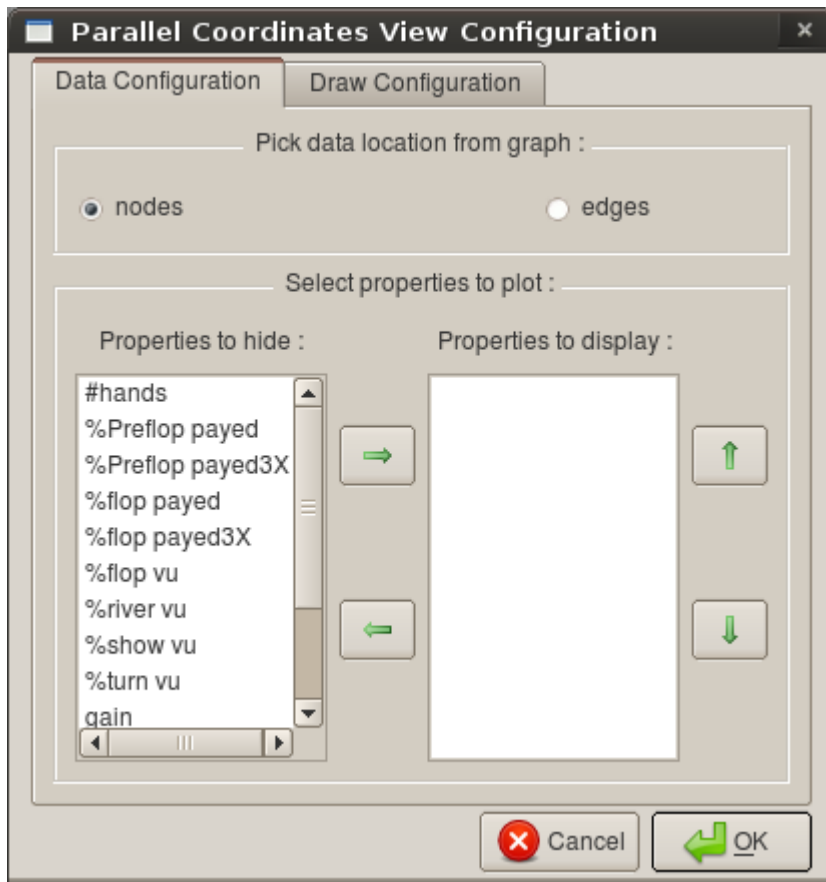 Parallel Coordinates View Configuration
Data Configuration
Draw Configuration
Pick data location from graph :
nodes
edges
Select properties to plot :
Properties to hide :
Properties to display :
#hands
%Preflop payed
%Preflop payed3X
%flop payed
%flop payed3X
%flop vu
%river vu
%show vu
%turn vu
gain
Cancel
OK